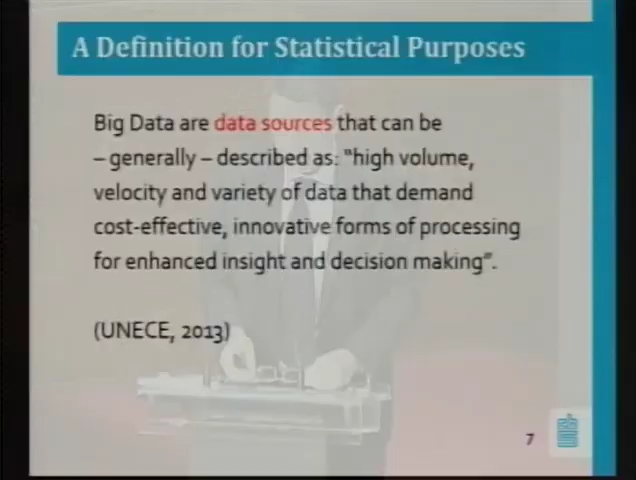 A Definition for Statistical Purposes
Big Data are data sources that can be
– generally – described as: "high volume,
velocity and variety of data that demand
cost-effective, innovative forms of processing
for enhanced insight and decision making".
(UNECE, 2013)
7